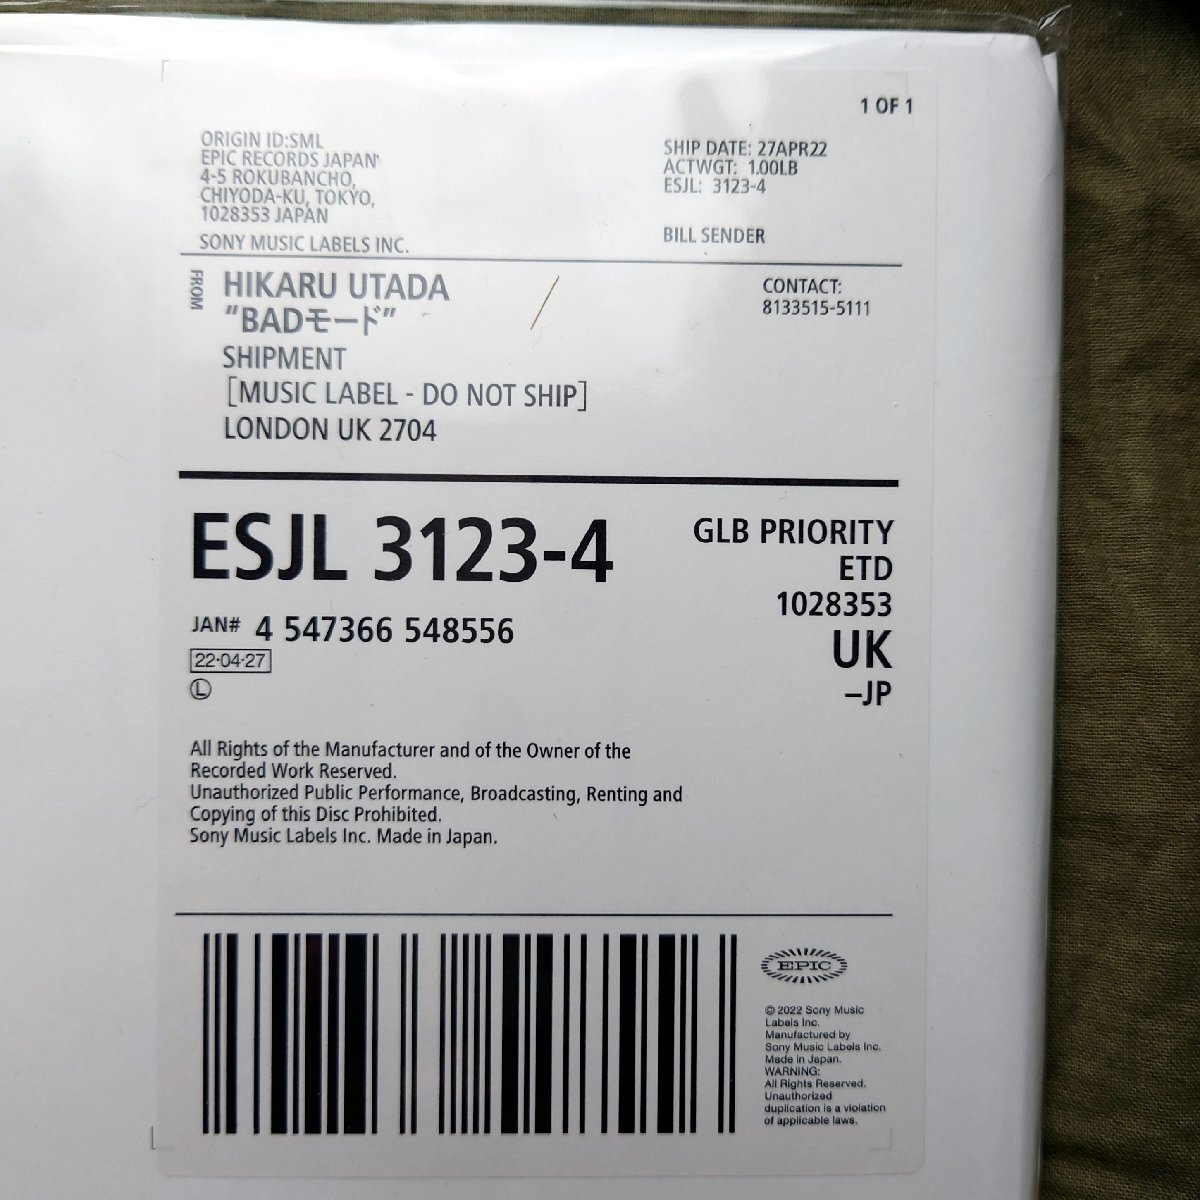 1 OF 1
ORIGIN ID:SML
EPIC RECORDS JAPAN
4-5 ROKUBANCHO,
CHIYODA-KU, TOKYO,
1028353 JAPAN
SONY MUSIC LABELS INC.
SHIP DATE: 27APR22
ACTWGT: 1.00LB
ESJL: 3123-4
BILL SENDER
FROM
HIKARU UTADA
“BADモード”
SHIPMENT
[MUSIC LABEL - DO NOT SHIP]
LONDON UK 2704
CONTACT:
8133515-5111
ESJL 3123-4
JAN# 4 547366 548556
22・04・27
Ⓛ
GLB PRIORITY
ETD
1028353
UK
–JP
All Rights of the Manufacturer and of the Owner of the
Recorded Work Reserved.
Unauthorized Public Performance, Broadcasting, Renting and
Copying of this Disc Prohibited.
Sony Music Labels Inc. Made in Japan.
EPIC
© 2022 Sony Music
Labels Inc.
Manufactured by
Sony Music Labels Inc.
Made in Japan.
WARNING:
All Rights Reserved.
Unauthorized
duplication is a violation
of applicable laws.